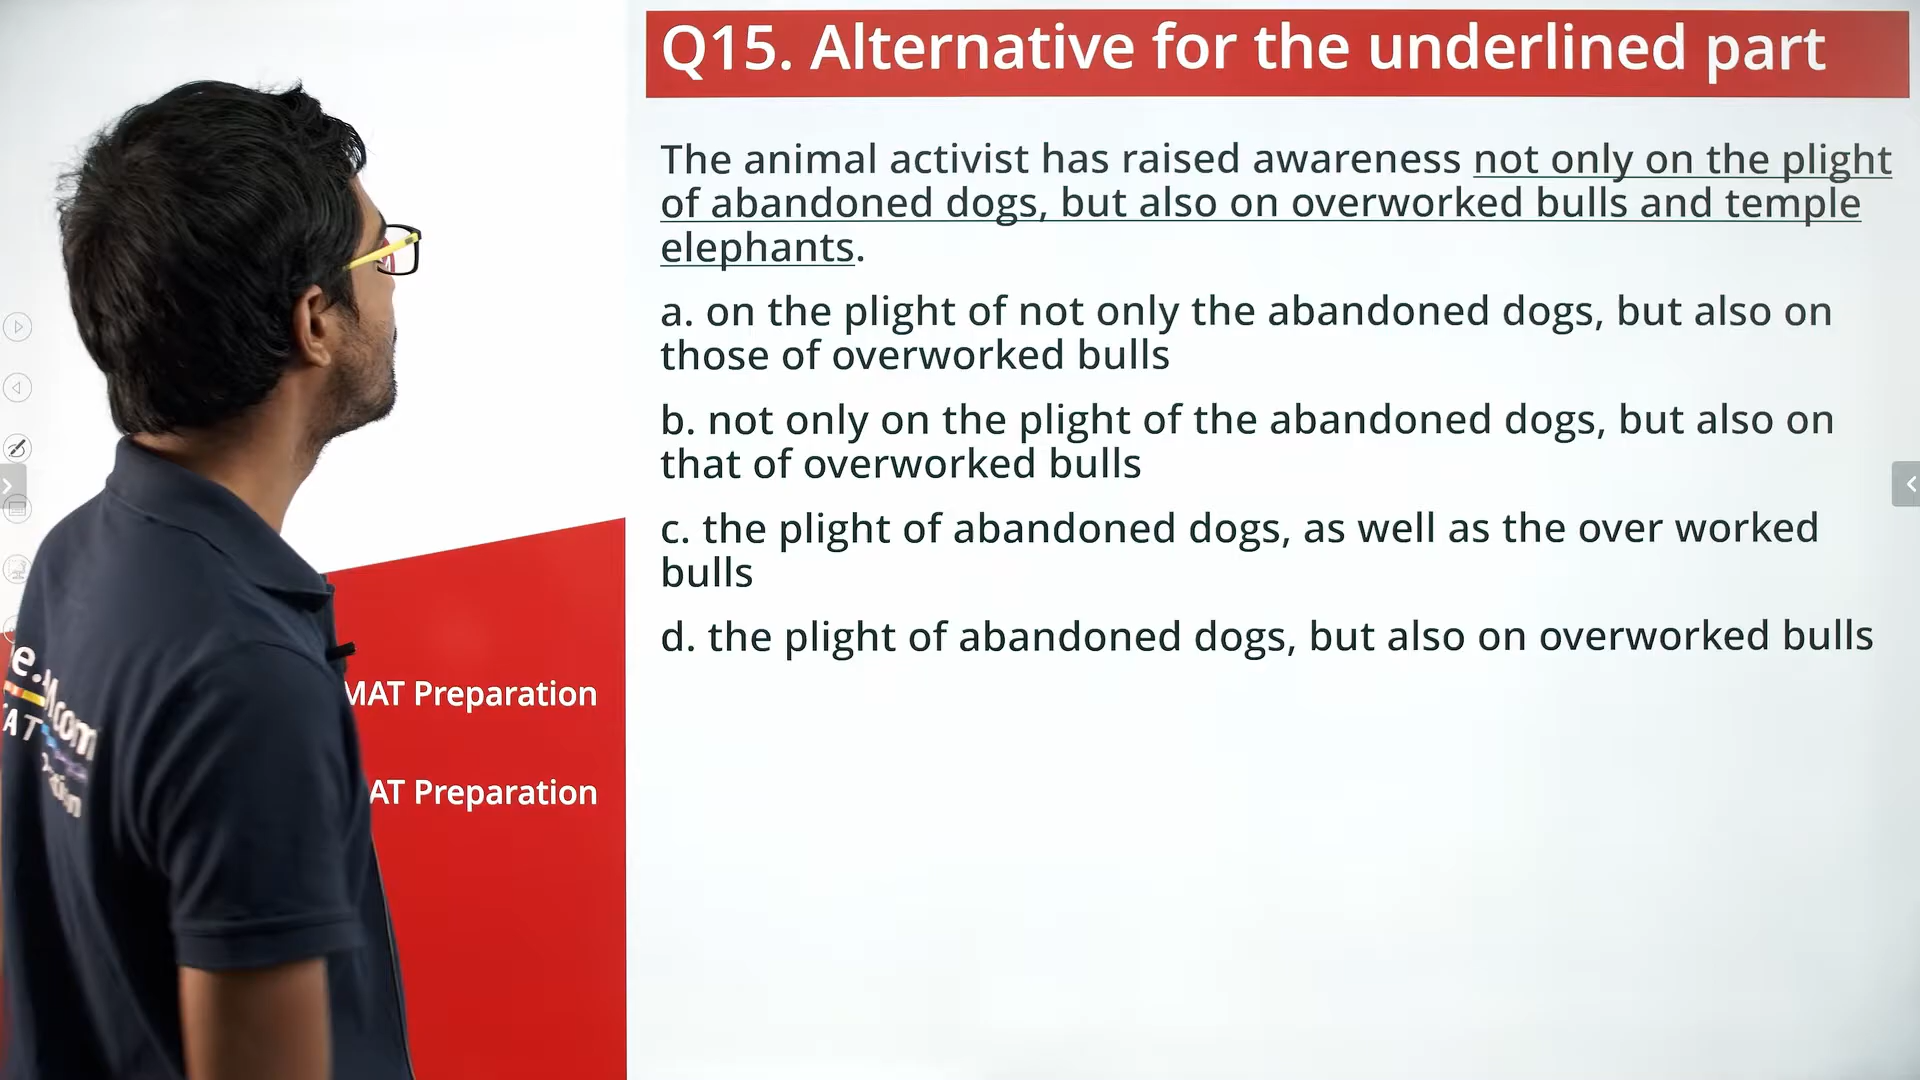 Q15. Alternative for the underlined part
The animal activist has raised awareness not only on the plight
of abandoned dogs, but also on overworked bulls and temple
elephants.
a. on the plight of not only the abandoned dogs, but also on
those of overworked bulls
b. not only on the plight of the abandoned dogs, but also on
that of overworked bulls
c. the plight of abandoned dogs, as well as the over worked
bulls
d. the plight of abandoned dogs, but also on overworked bulls
MAT Preparation
AT Preparation